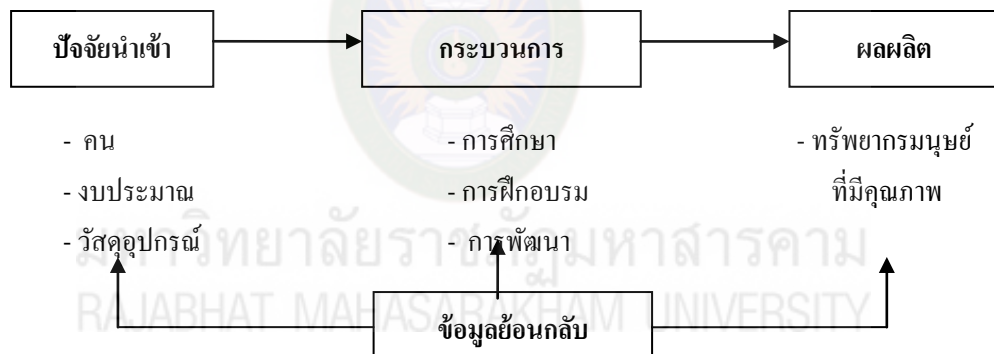 ปัจจัยนำเข้า กระบวนการ ผลผลิต
- คน - การศึกษา - ทรัพยากรมนุษย์
- งบประมาณ - การฝึกอบรม ที่มีคุณภาพ
- วัสดุอุปกรณ์ - การพัฒนา
มหาวิทยาลัยราชภัฏมหาสารคาม
RAJABHAT MAHASARAKHAM UNIVERSITY
ข้อมูลย้อนกลับ